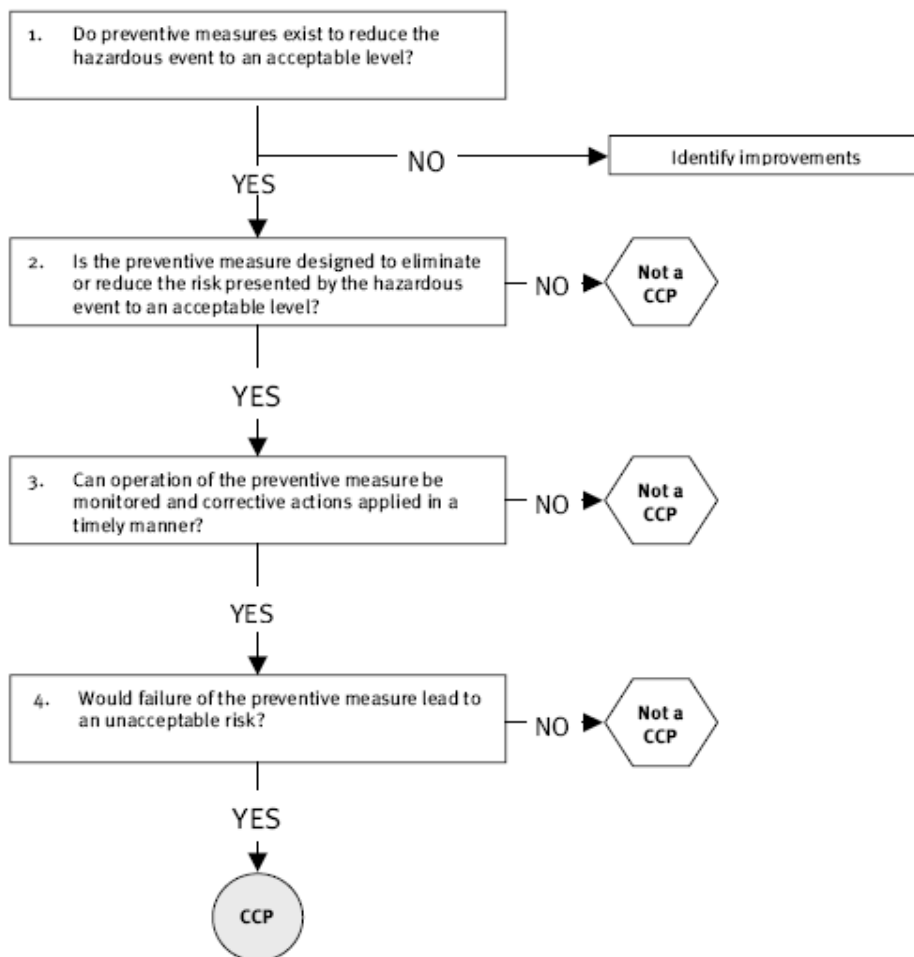 1. Do preventive measures exist to reduce the
hazardous event to an acceptable level?
NO
Identify improvements
YES
2. Is the preventive measure designed to eliminate
or reduce the risk presented by the hazardous
event to an acceptable level?
NO
Not a
CCP
YES
3. Can operation of the preventive measure be
monitored and corrective actions applied in a
timely manner?
NO
Not a
CCP
YES
4. Would failure of the preventive measure lead to
an unacceptable risk?
NO
Not a
CCP
YES
CCP